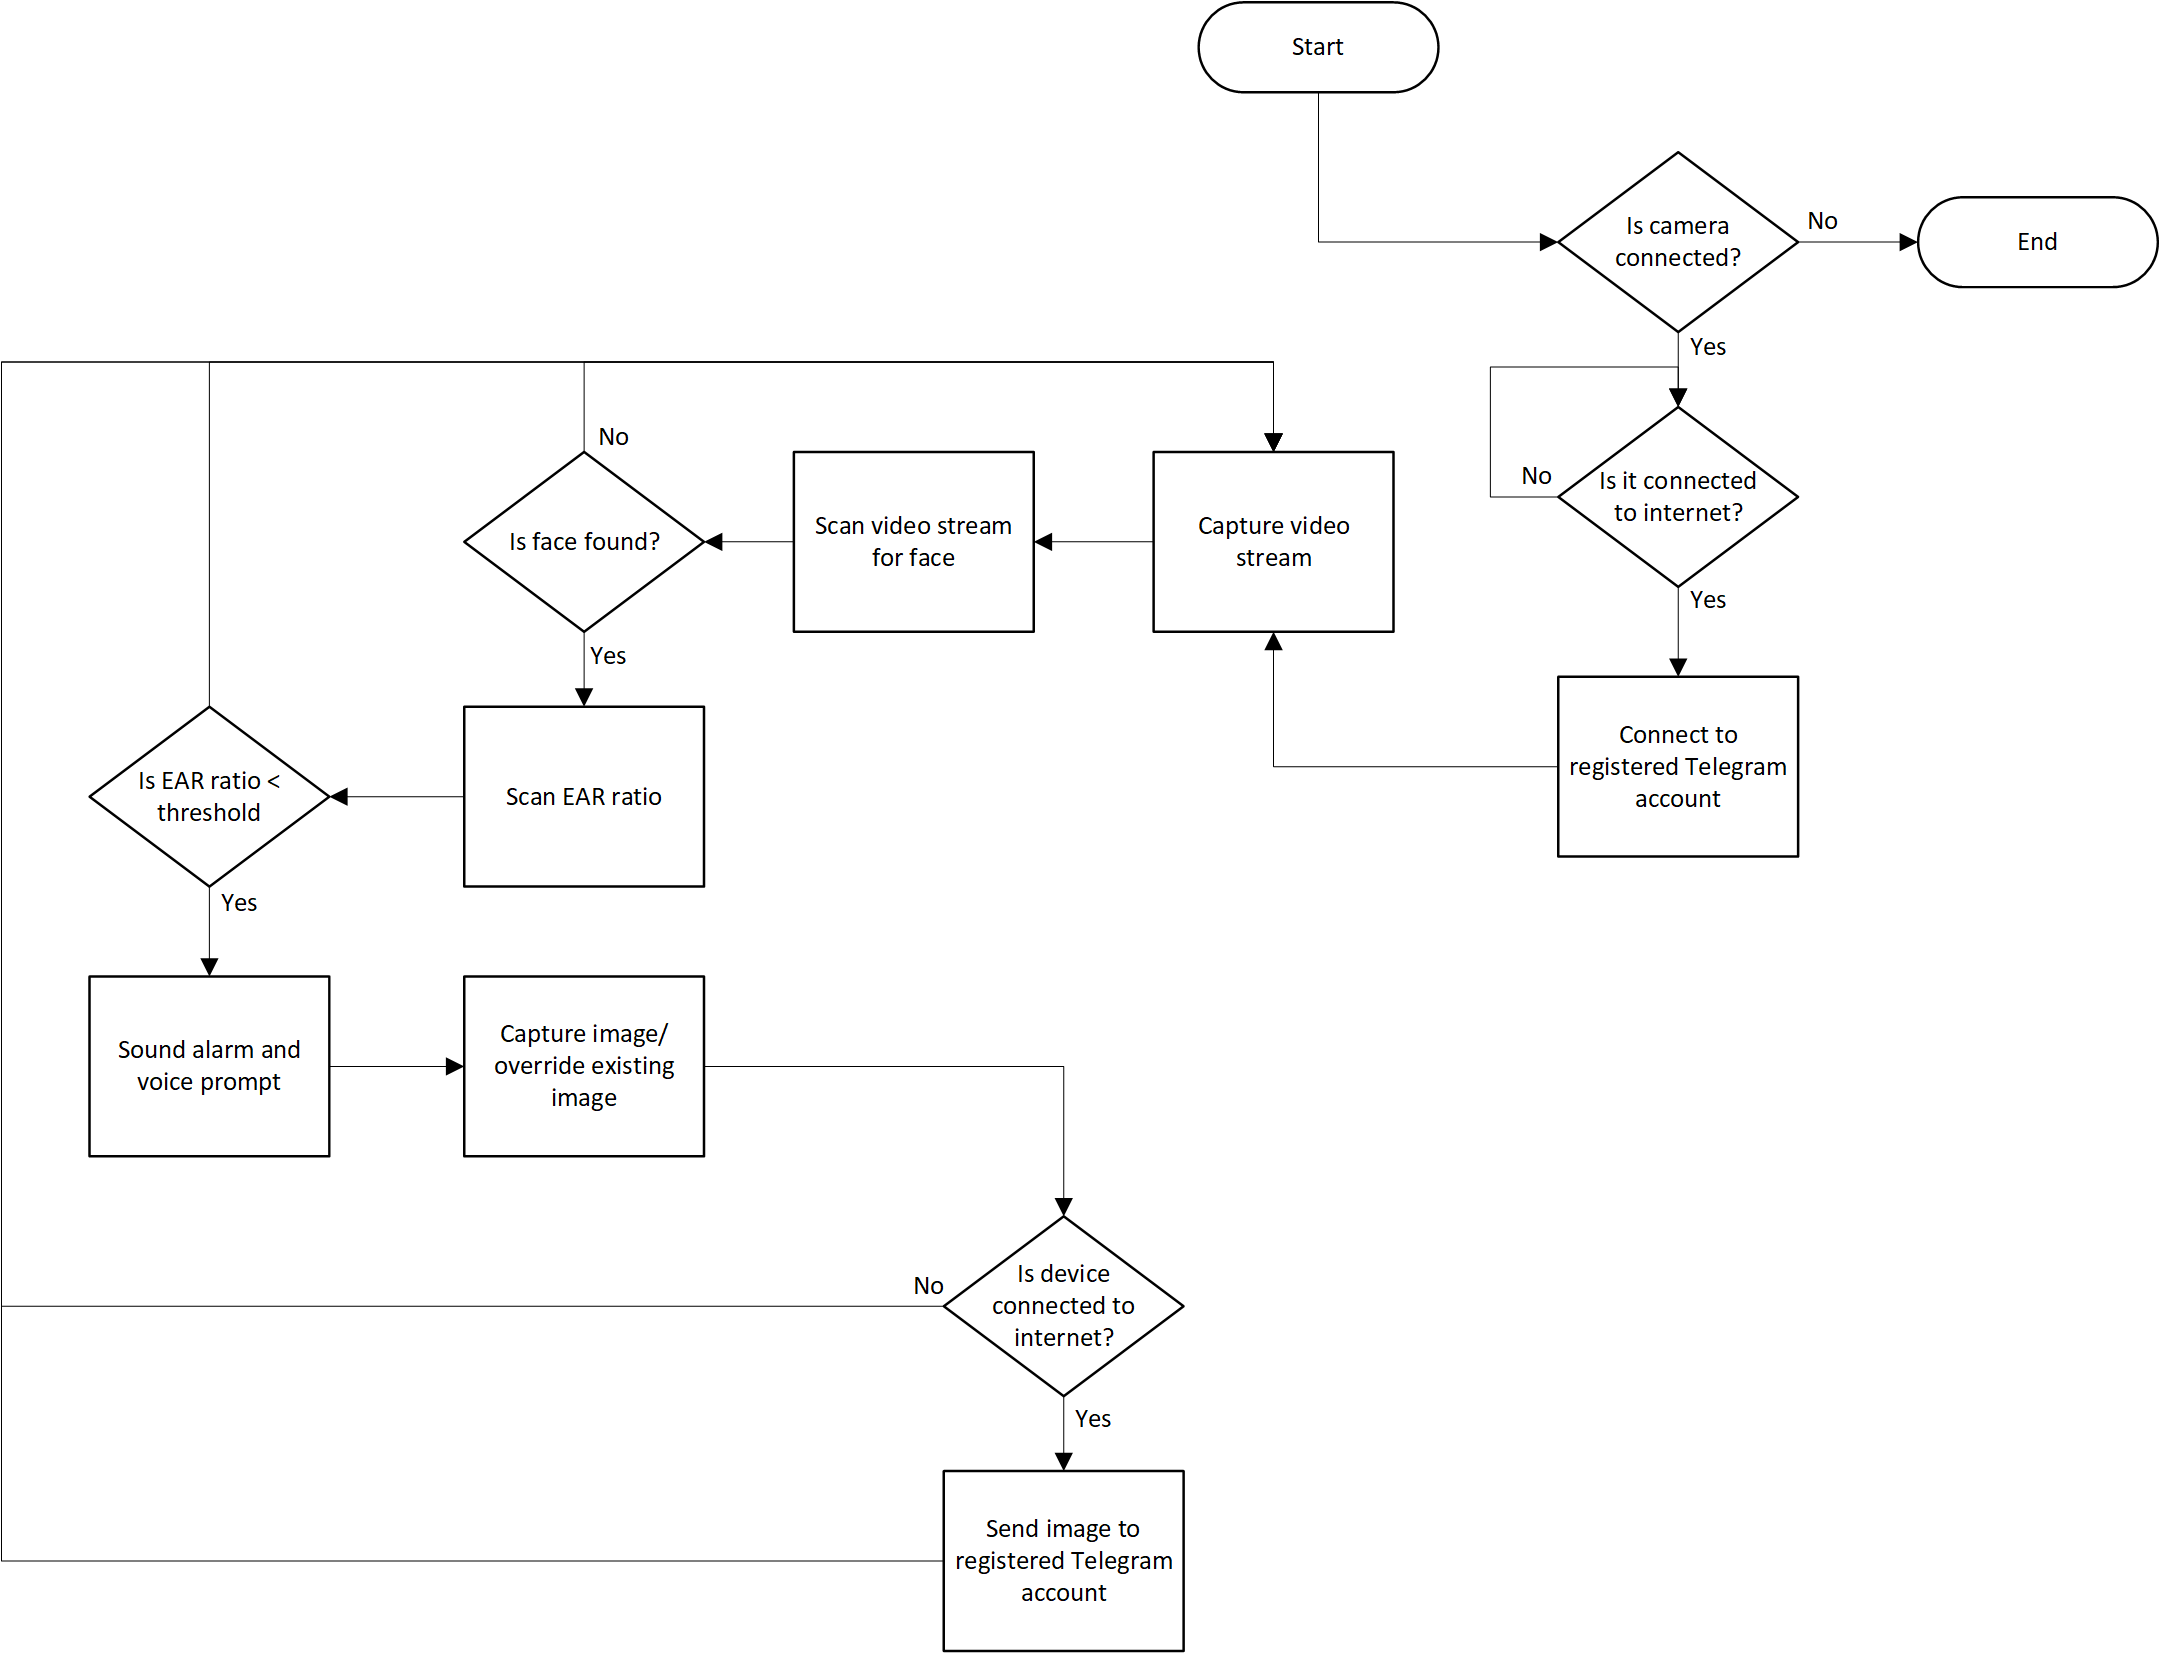 Start
Is camera
connected?
No
End
Yes
Is it connected
to internet?
No
Yes
Connect to
registered Telegram
account
Capture video
stream
Scan video stream
for face
Is face found?
No
Yes
Scan EAR ratio
Is EAR ratio <
threshold
Yes
Sound alarm and
voice prompt
Capture image/
override existing
image
Is device
connected to
internet?
No
Yes
Send image to
registered Telegram
account